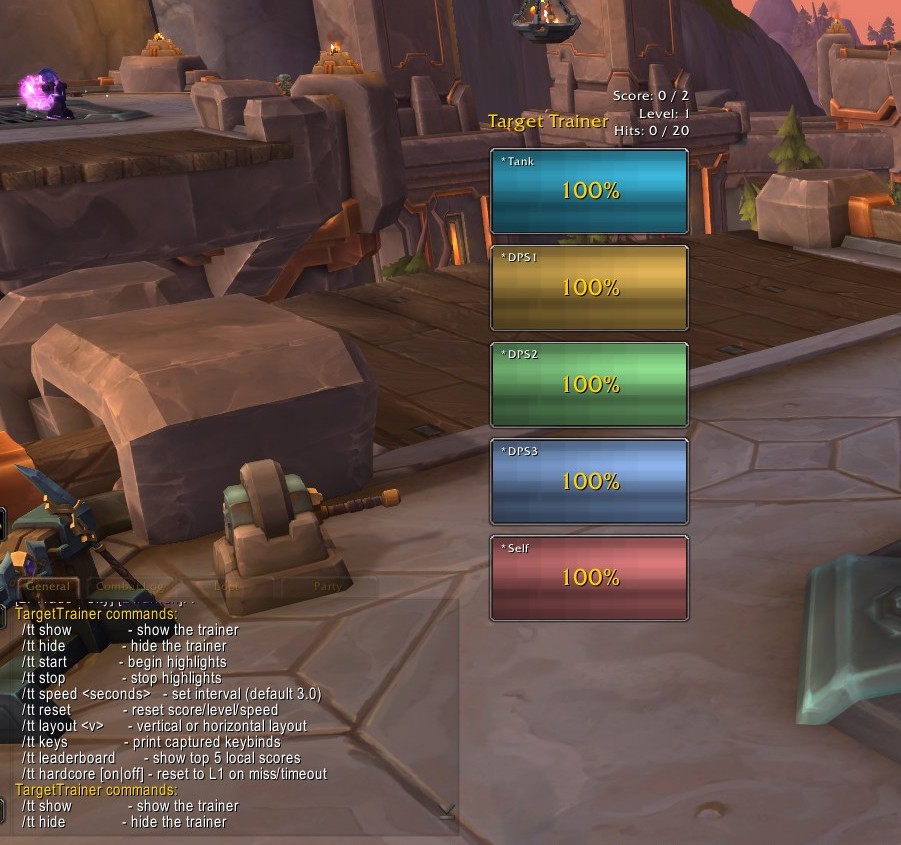 Score: 0 / 2
Level: 1
Target Trainer
Hits: 0 / 20
*Tank
100%
*DPS1
100%
*DPS2
100%
*DPS3
100%
*Self
100%
General
Party
TargetTrainer commands:
/tt show - show the trainer
/tt hide - hide the trainer
/tt start - begin highlights
/tt stop - stop highlights
/tt speed <seconds> - set interval (default 3.0)
/tt reset - reset score/level/speed
/tt layout <v> - vertical or horizontal layout
/tt keys - print captured keybinds
/tt leaderboard - show top 5 local scores
/tt hardcore [on|off] - reset to L1 on miss/timeout
TargetTrainer commands:
/tt show - show the trainer
/tt hide - hide the trainer